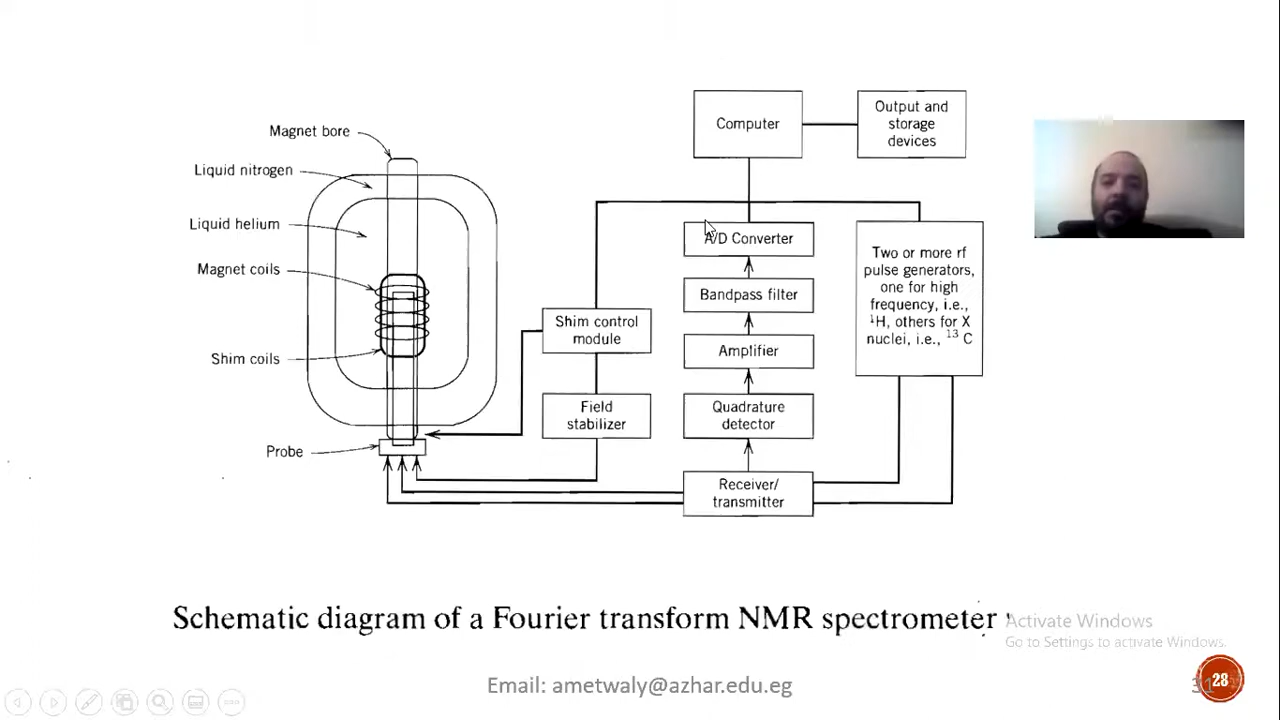 Magnet bore
Liquid nitrogen
Liquid helium
Magnet coils
Shim coils
Probe
Computer
Output and
storage
devices
A/D Converter
Bandpass filter
Amplifier
Quadrature
detector
Receiver/
transmitter
Shim control
module
Field
stabilizer
Two or more rf
pulse generators,
one for high
frequency, i.e.,
¹H, others for X
nuclei, i.e., ¹³ C
Schematic diagram of a Fourier transform NMR spectrometer
Activate Windows
Go to Settings to activate Windows.
Email: ametwaly@azhar.edu.eg
31
28